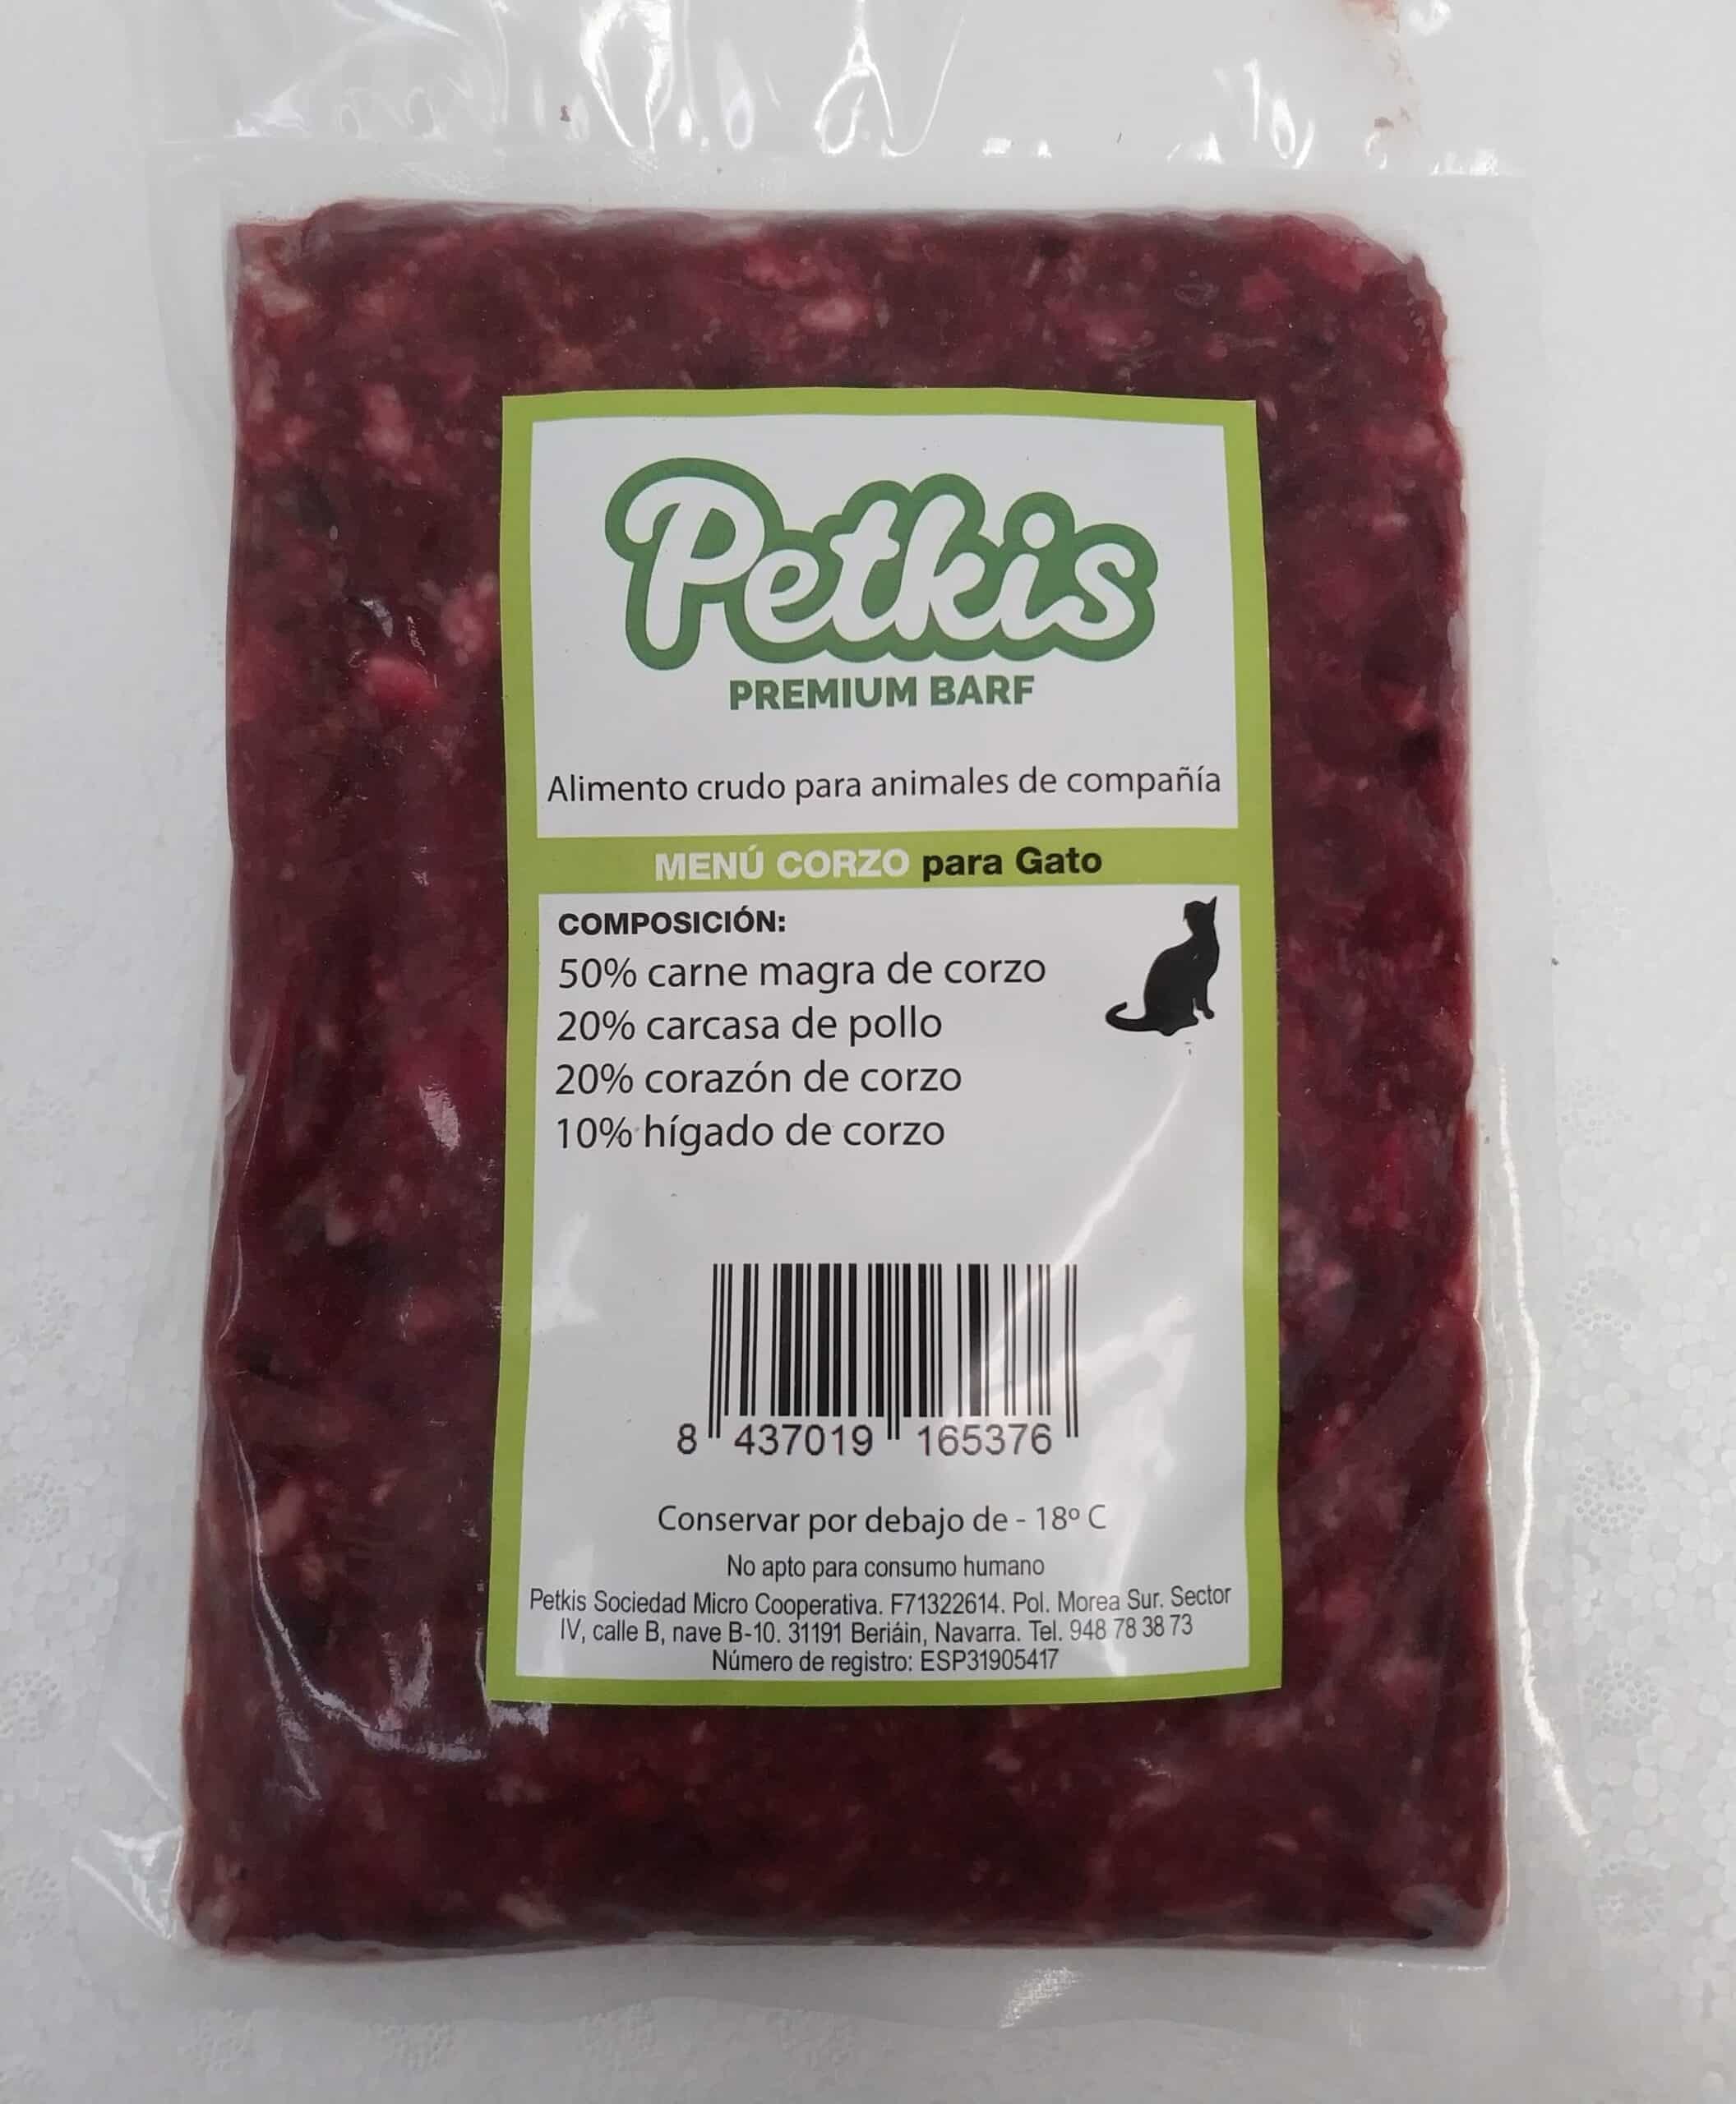 Petkis
PREMIUM BARF
Alimento crudo para animales de compañía
MENÚ CORZO para Gato
COMPOSICIÓN:
50% carne magra de corzo
20% carcasa de pollo
20% corazón de corzo
10% hígado de corzo
8 437019 165376
Conservar por debajo de - 18º C
No apto para consumo humano
Petkis Sociedad Micro Cooperativa. F71322614. Pol. Morea Sur. Sector
IV, calle B, nave B-10. 31191 Beriáin, Navarra. Tel. 948 78 38 73
Número de registro: ESP31905417